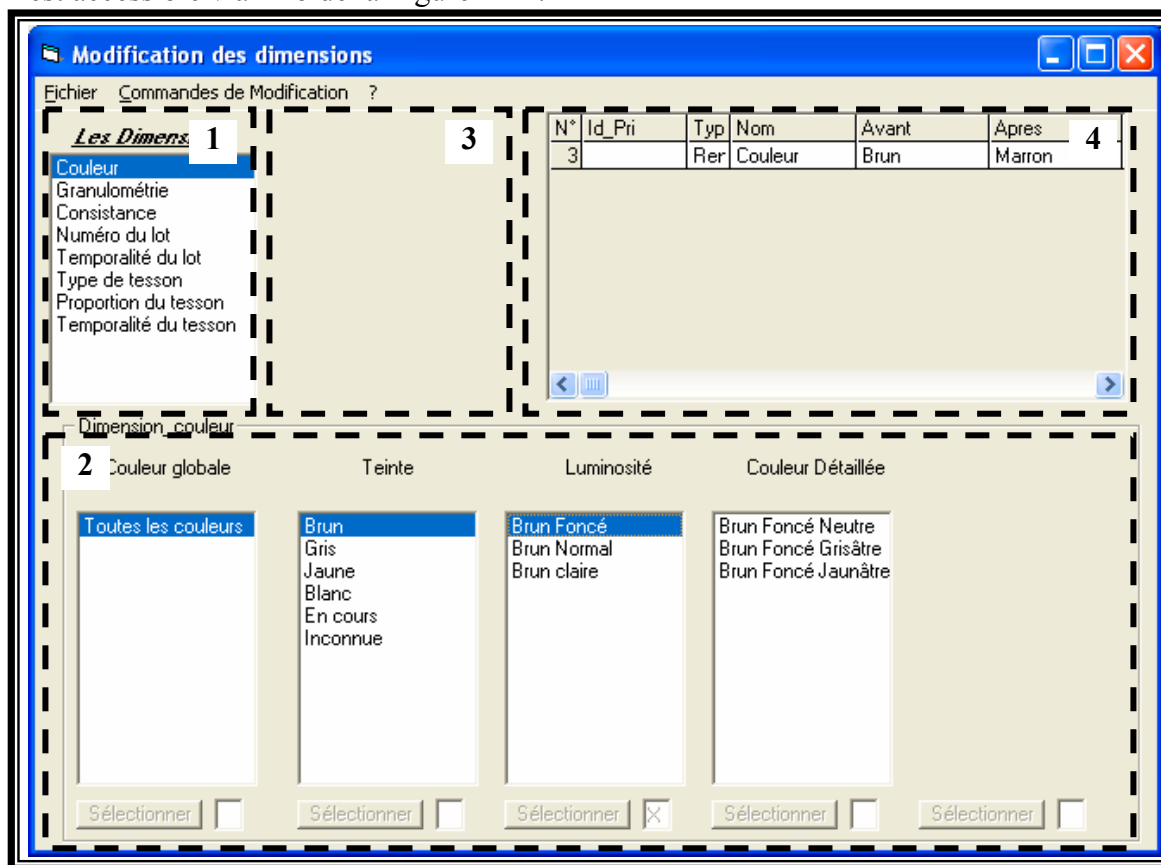 Modification des dimensions
Fichier Commandes de Modification ?
Les Dimens
1
Couleur
Granulométrie
Consistance
Numéro du lot
Temporalité du lot
Type de tesson
Proportion du tesson
Temporalité du tesson
3
N° Id_Pri Typ Nom Avant Apres
3 Rer Couleur Brun Marron
4
Dimension_couleur
2
Couleur globale Teinte Luminosité Couleur Détaillée
Toutes les couleurs
Brun
Gris
Jaune
Blanc
En cours
Inconnue
Brun Foncé
Brun Normal
Brun claire
Brun Foncé Neutre
Brun Foncé Grisâtre
Brun Foncé Jaunâtre
Sélectionner Sélectionner Sélectionner X Sélectionner Sélectionner